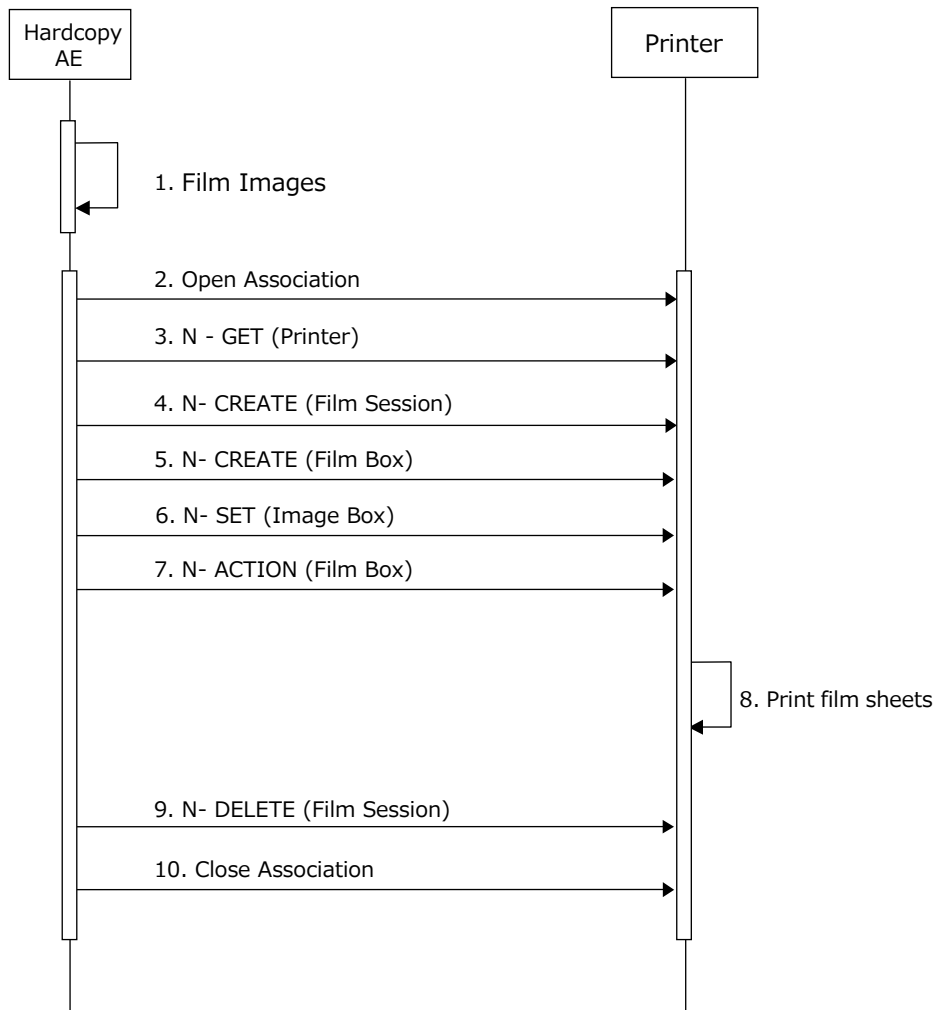 Hardcopy
AE
Printer
1. Film Images
2. Open Association
3. N - GET (Printer)
4. N- CREATE (Film Session)
5. N- CREATE (Film Box)
6. N- SET (Image Box)
7. N- ACTION (Film Box)
8. Print film sheets
9. N- DELETE (Film Session)
10. Close Association